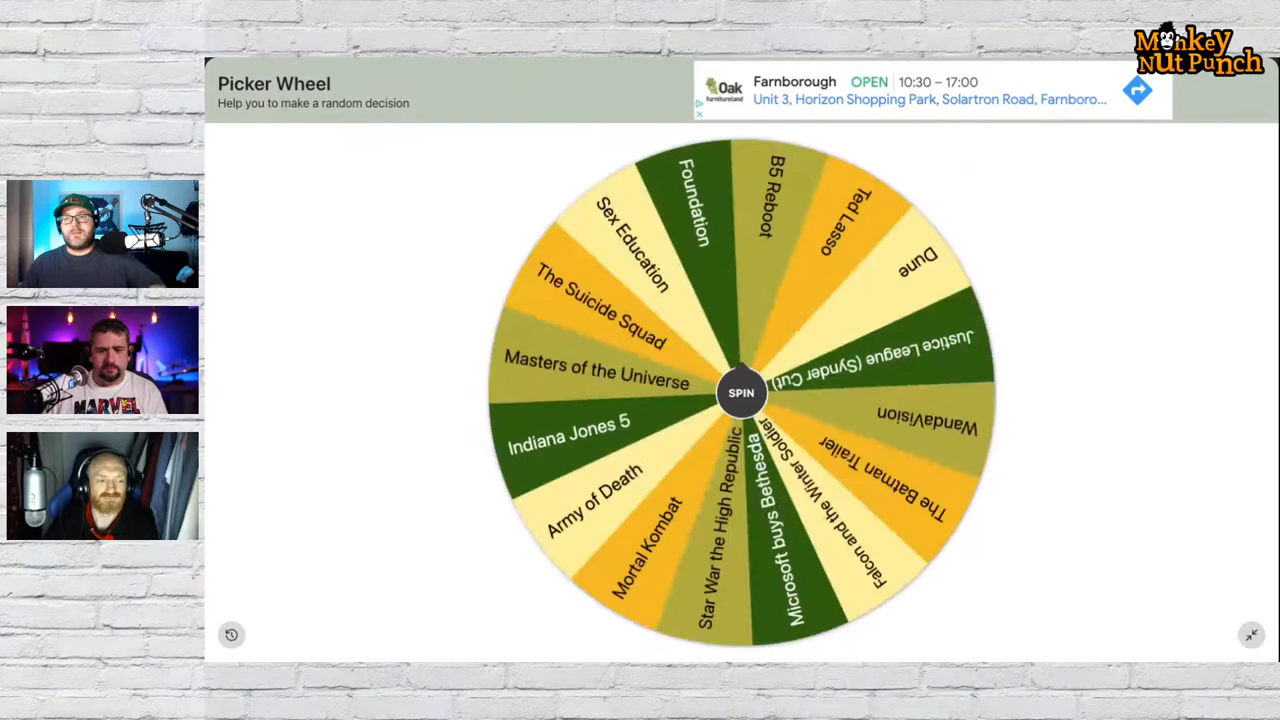 Monkey
Nut Punch
Picker Wheel
Help you to make a random decision
Oak
furnitureland
Farnborough OPEN 10:30 – 17:00
Unit 3, Horizon Shopping Park, Solartron Road, Farnboro...
Foundation
B5 Reboot
Ted Lasso
Dune
Justice League (Synder Cut)
WandaVision
The Batman Trailer
Falcon and the Winter Soldier
Microsoft buys Bethesda
Star War the High Republic
Mortal Kombat
Army of Death
Indiana Jones 5
Masters of the Universe
The Suicide Squad
Sex Education
SPIN
MARVEL